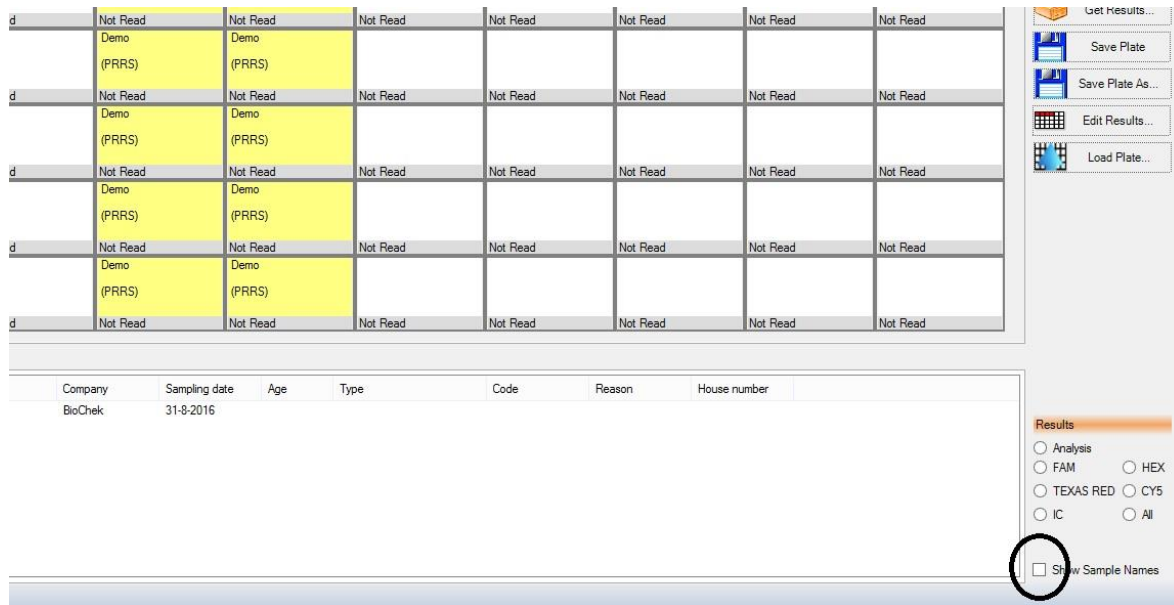 Get Results...
d Not Read Not Read Not Read Not Read Not Read Not Read Not Read
Demo Demo
Save Plate
(PRRS) (PRRS)
Save Plate As...
d Not Read Not Read Not Read Not Read Not Read Not Read Not Read
Demo Demo
Edit Results...
(PRRS) (PRRS)
Load Plate...
d Not Read Not Read Not Read Not Read Not Read Not Read Not Read
Demo Demo
(PRRS) (PRRS)
d Not Read Not Read Not Read Not Read Not Read Not Read Not Read
Demo Demo
(PRRS) (PRRS)
d Not Read Not Read Not Read Not Read Not Read Not Read Not Read
Company Sampling date Age Type Code Reason House number
BioChek 31-8-2016
Results
Analysis
FAM HEX
TEXAS RED CY5
IC All
Show Sample Names